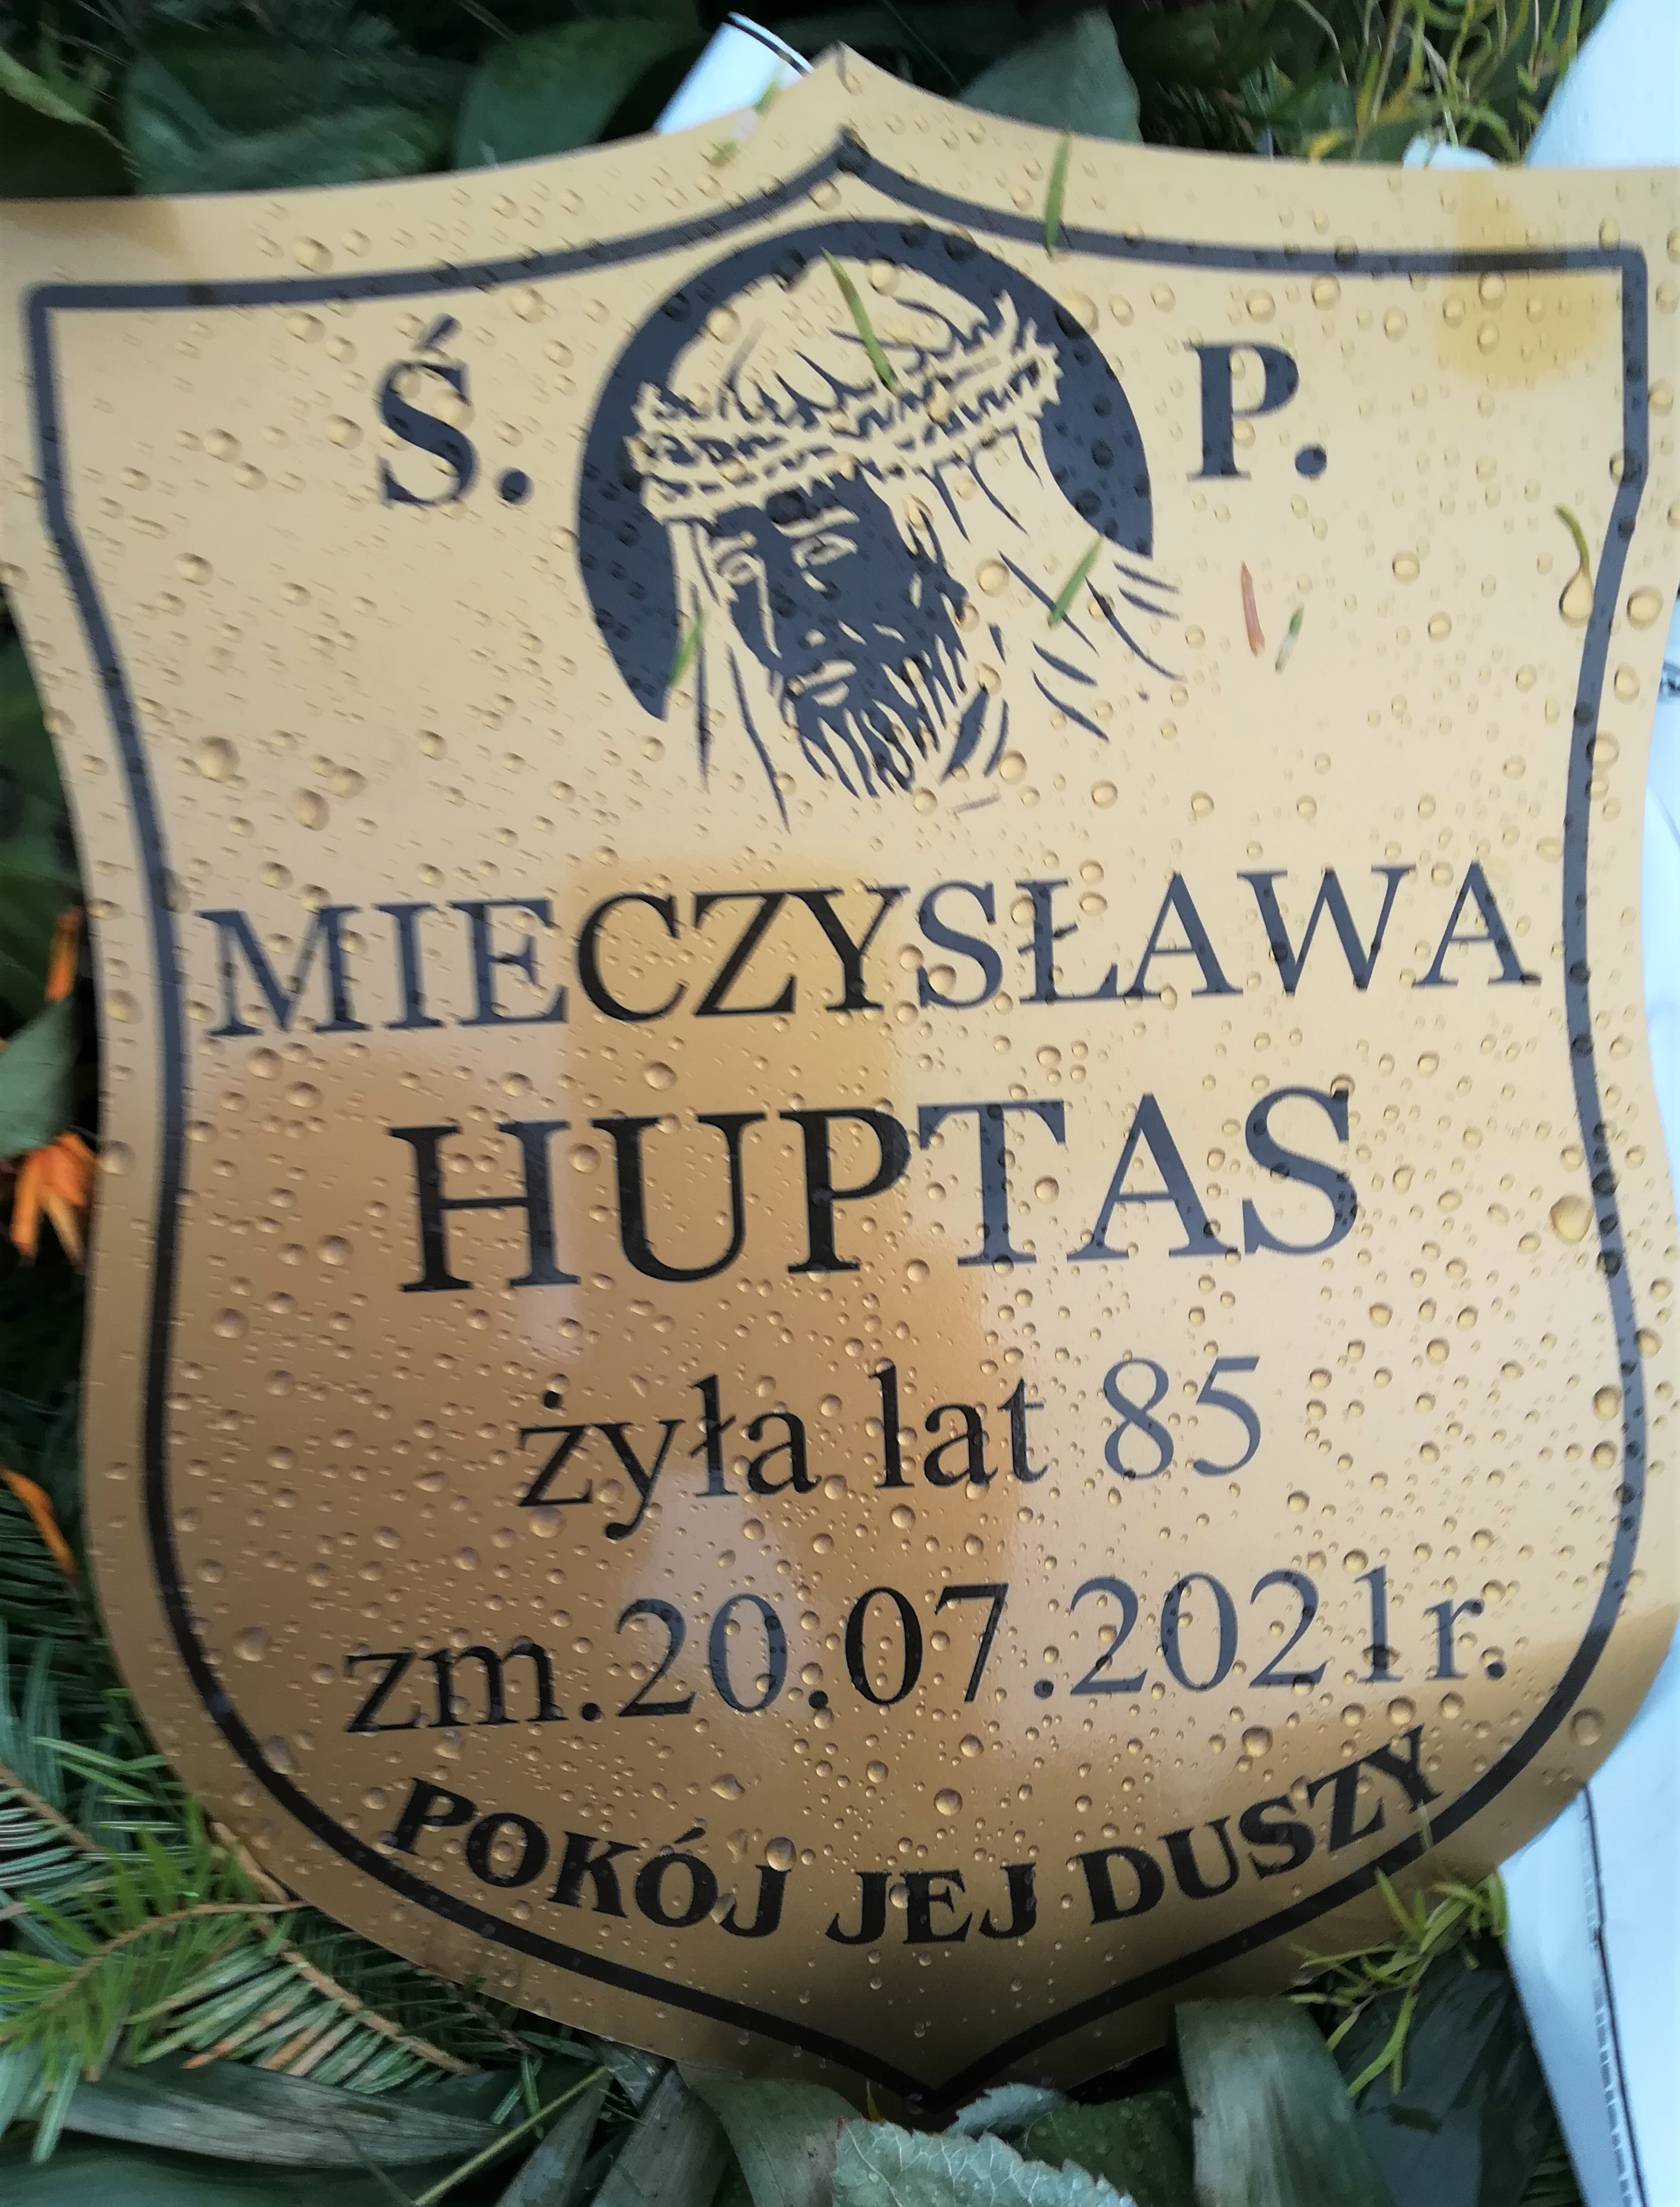 Ś. P.
MIECZYSŁAWA
HUPTAS
żyła lat 85
zm.20.07.2021r.
POKÓJ JEJ DUSZY